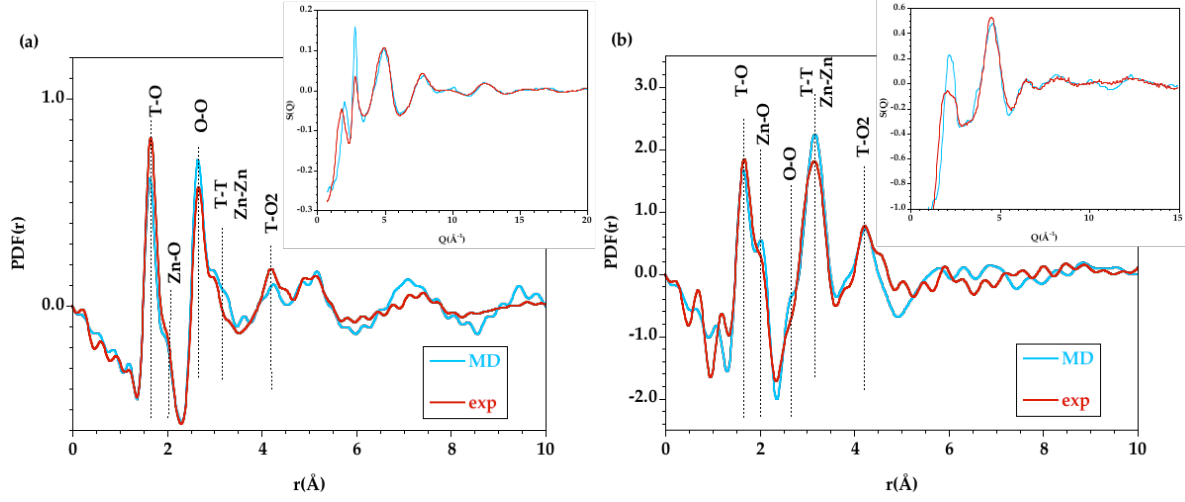 (a)
PDF(r)
1.0
0.0
T-O
Zn-O
O-O
T-T
Zn-Zn
T-O2
MD
exp
0
2
4
6
8
10
r(Å)
S(Q)
0.2
0.1
0.0
-0.1
-0.2
-0.3
0
5
10
15
20
Q(Å⁻¹)
(b)
PDF(r)
3.0
2.0
1.0
0.0
-1.0
-2.0
T-O
Zn-O
O-O
T-T
Zn-Zn
T-O2
MD
exp
0
2
4
6
8
10
r(Å)
S(Q)
0.6
0.4
0.2
0.0
-0.2
-0.4
-0.6
-0.8
-1.0
0
5
10
15
Q(Å⁻¹)